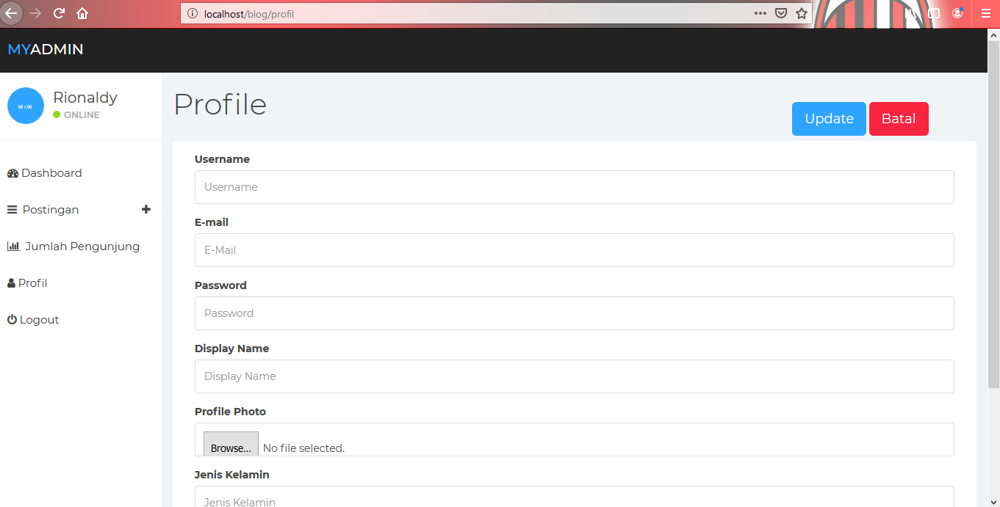 localhost/blog/profil
MYADMIN
50 x 50
Rionaldy
ONLINE
Dashboard
Postingan
Jumlah Pengunjung
Profil
Logout
Profile
Update Batal
Username
Username
E-mail
E-Mail
Password
Password
Display Name
Display Name
Profile Photo
Browse... No file selected.
Jenis Kelamin
Jenis Kelamin